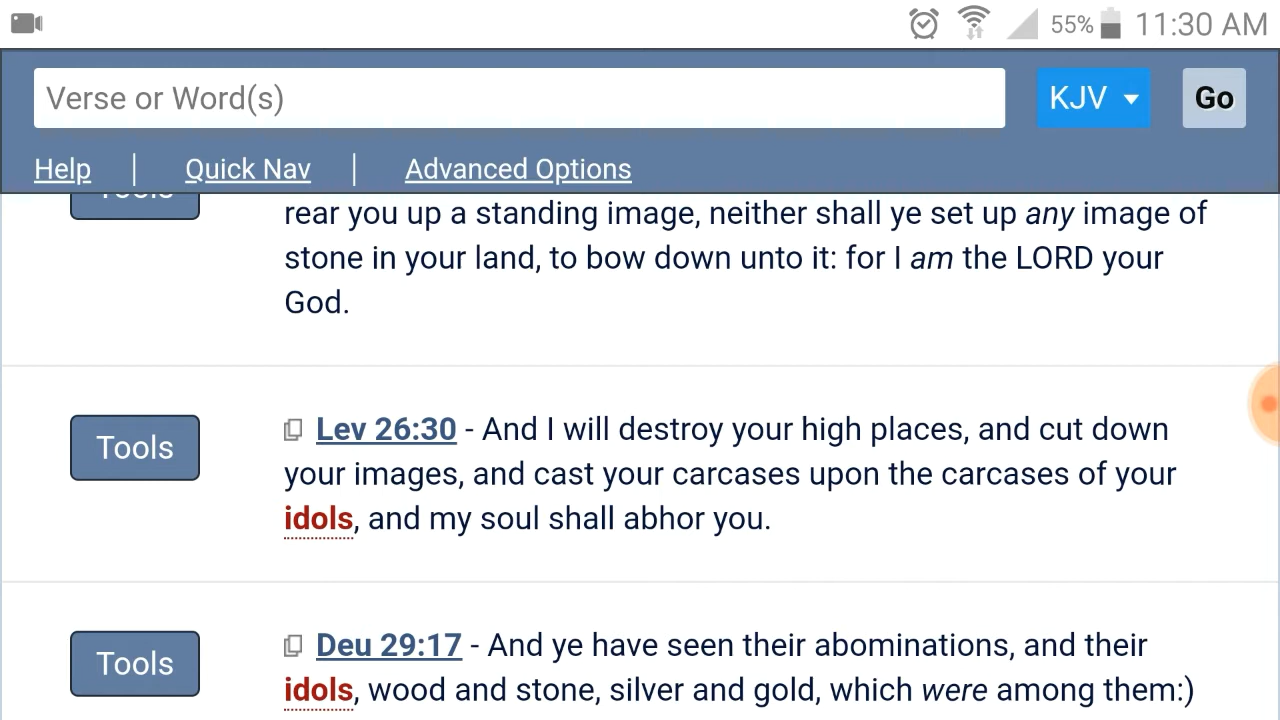 55% 11:30 AM
Verse or Word(s) KJV Go
Help | Quick Nav | Advanced Options
Tools
rear you up a standing image, neither shall ye set up any image of
stone in your land, to bow down unto it: for I am the LORD your
God.
Tools
Lev 26:30 - And I will destroy your high places, and cut down
your images, and cast your carcases upon the carcases of your
idols, and my soul shall abhor you.
Tools
Deu 29:17 - And ye have seen their abominations, and their
idols, wood and stone, silver and gold, which were among them:)